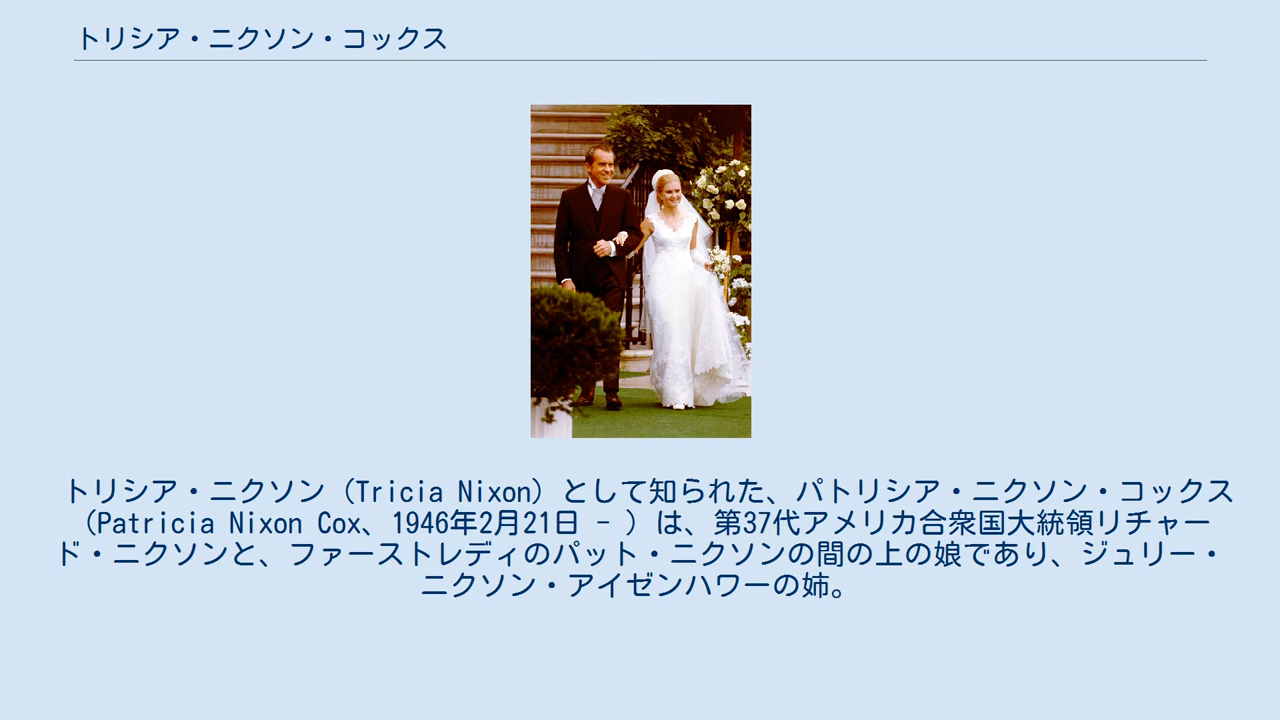 トリシア・ニクソン・コックス
トリシア・ニクソン（Tricia Nixon）として知られた、パトリシア・ニクソン・コックス
（Patricia Nixon Cox、1946年2月21日 - ）は、第37代アメリカ合衆国大統領リチャー
ド・ニクソンと、ファーストレディのパット・ニクソンの間の上の娘であり、ジュリー・
ニクソン・アイゼンハワーの姉。